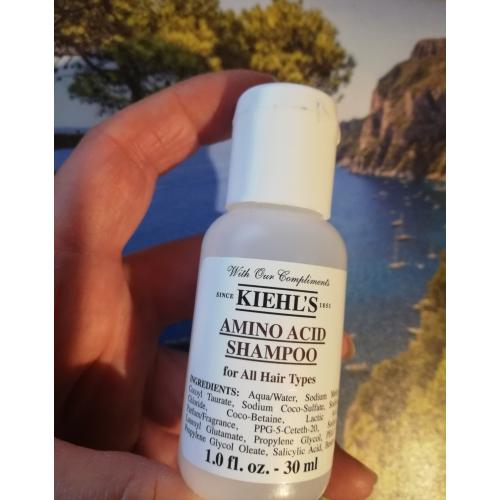 With Our Compliments
SINCE KIEHL'S 1851
AMINO ACID
SHAMPOO
for All Hair Types
INGREDIENTS: Aqua/Water, Sodium
Cocoyl Taurate, Sodium Coco-Sulfate,
Chloride, Coco-Betaine, Lactic
Parfum/Fragrance, PPG-5-Ceteth-20,
Lauroyl Glutamate, Propylene Glycol,
Propylene Glycol Oleate, Salicylic Acid,
1.0 fl. oz. - 30 ml